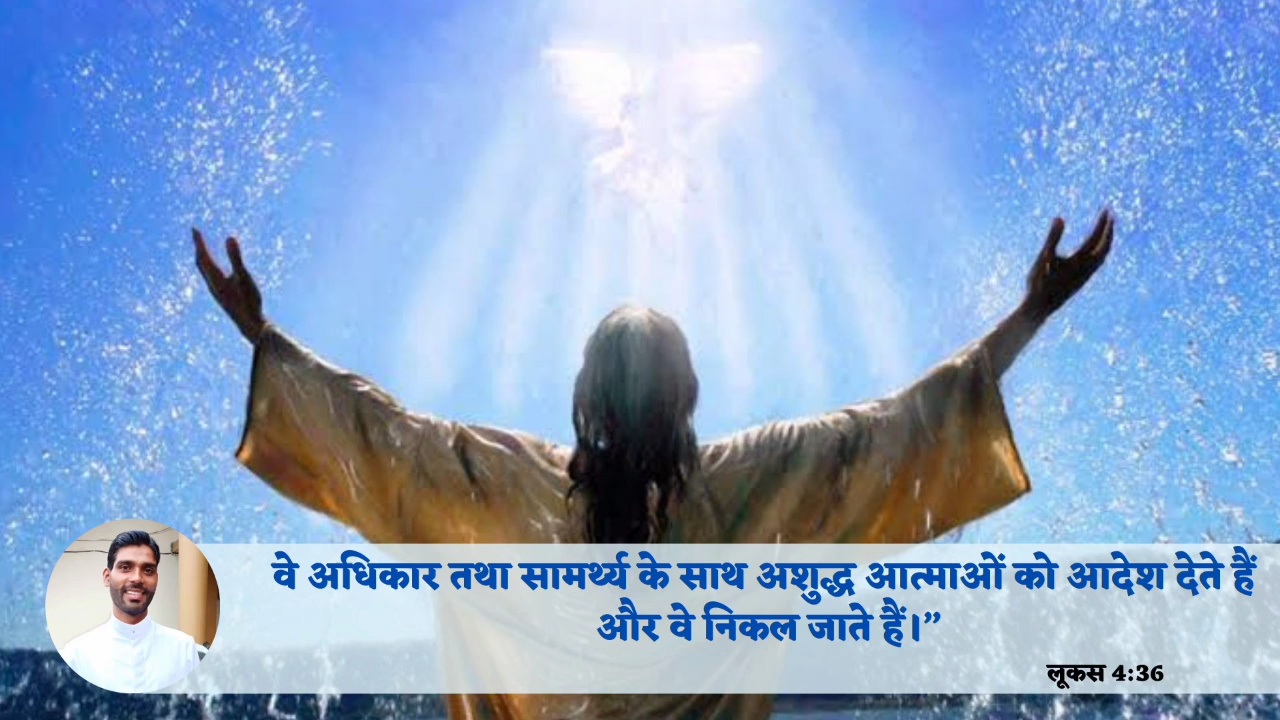 वे अधिकार तथा सामर्थ्य के साथ अशुद्ध आत्माओं को आदेश देते हैं
और वे निकल जाते हैं।”
लूकस 4:36